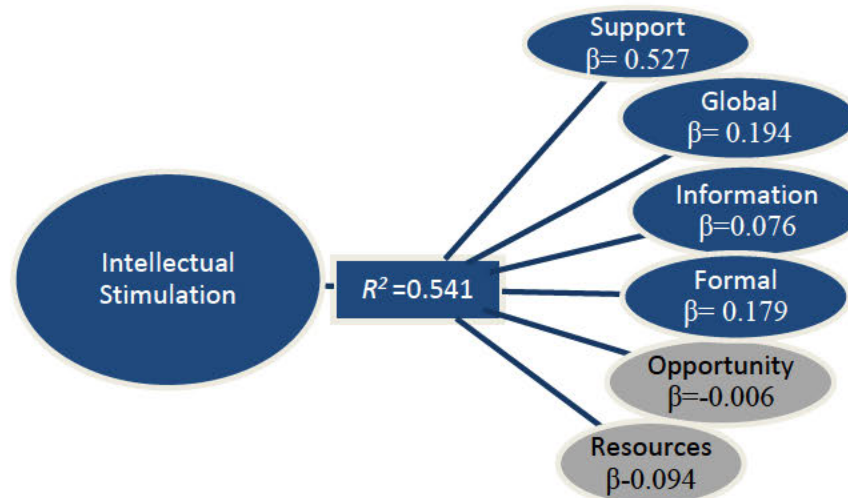 Support
β= 0.527
Global
β= 0.194
Information
β=0.076
Intellectual
Stimulation
R² =0.541
Formal
β= 0.179
Opportunity
β=-0.006
Resources
β-0.094